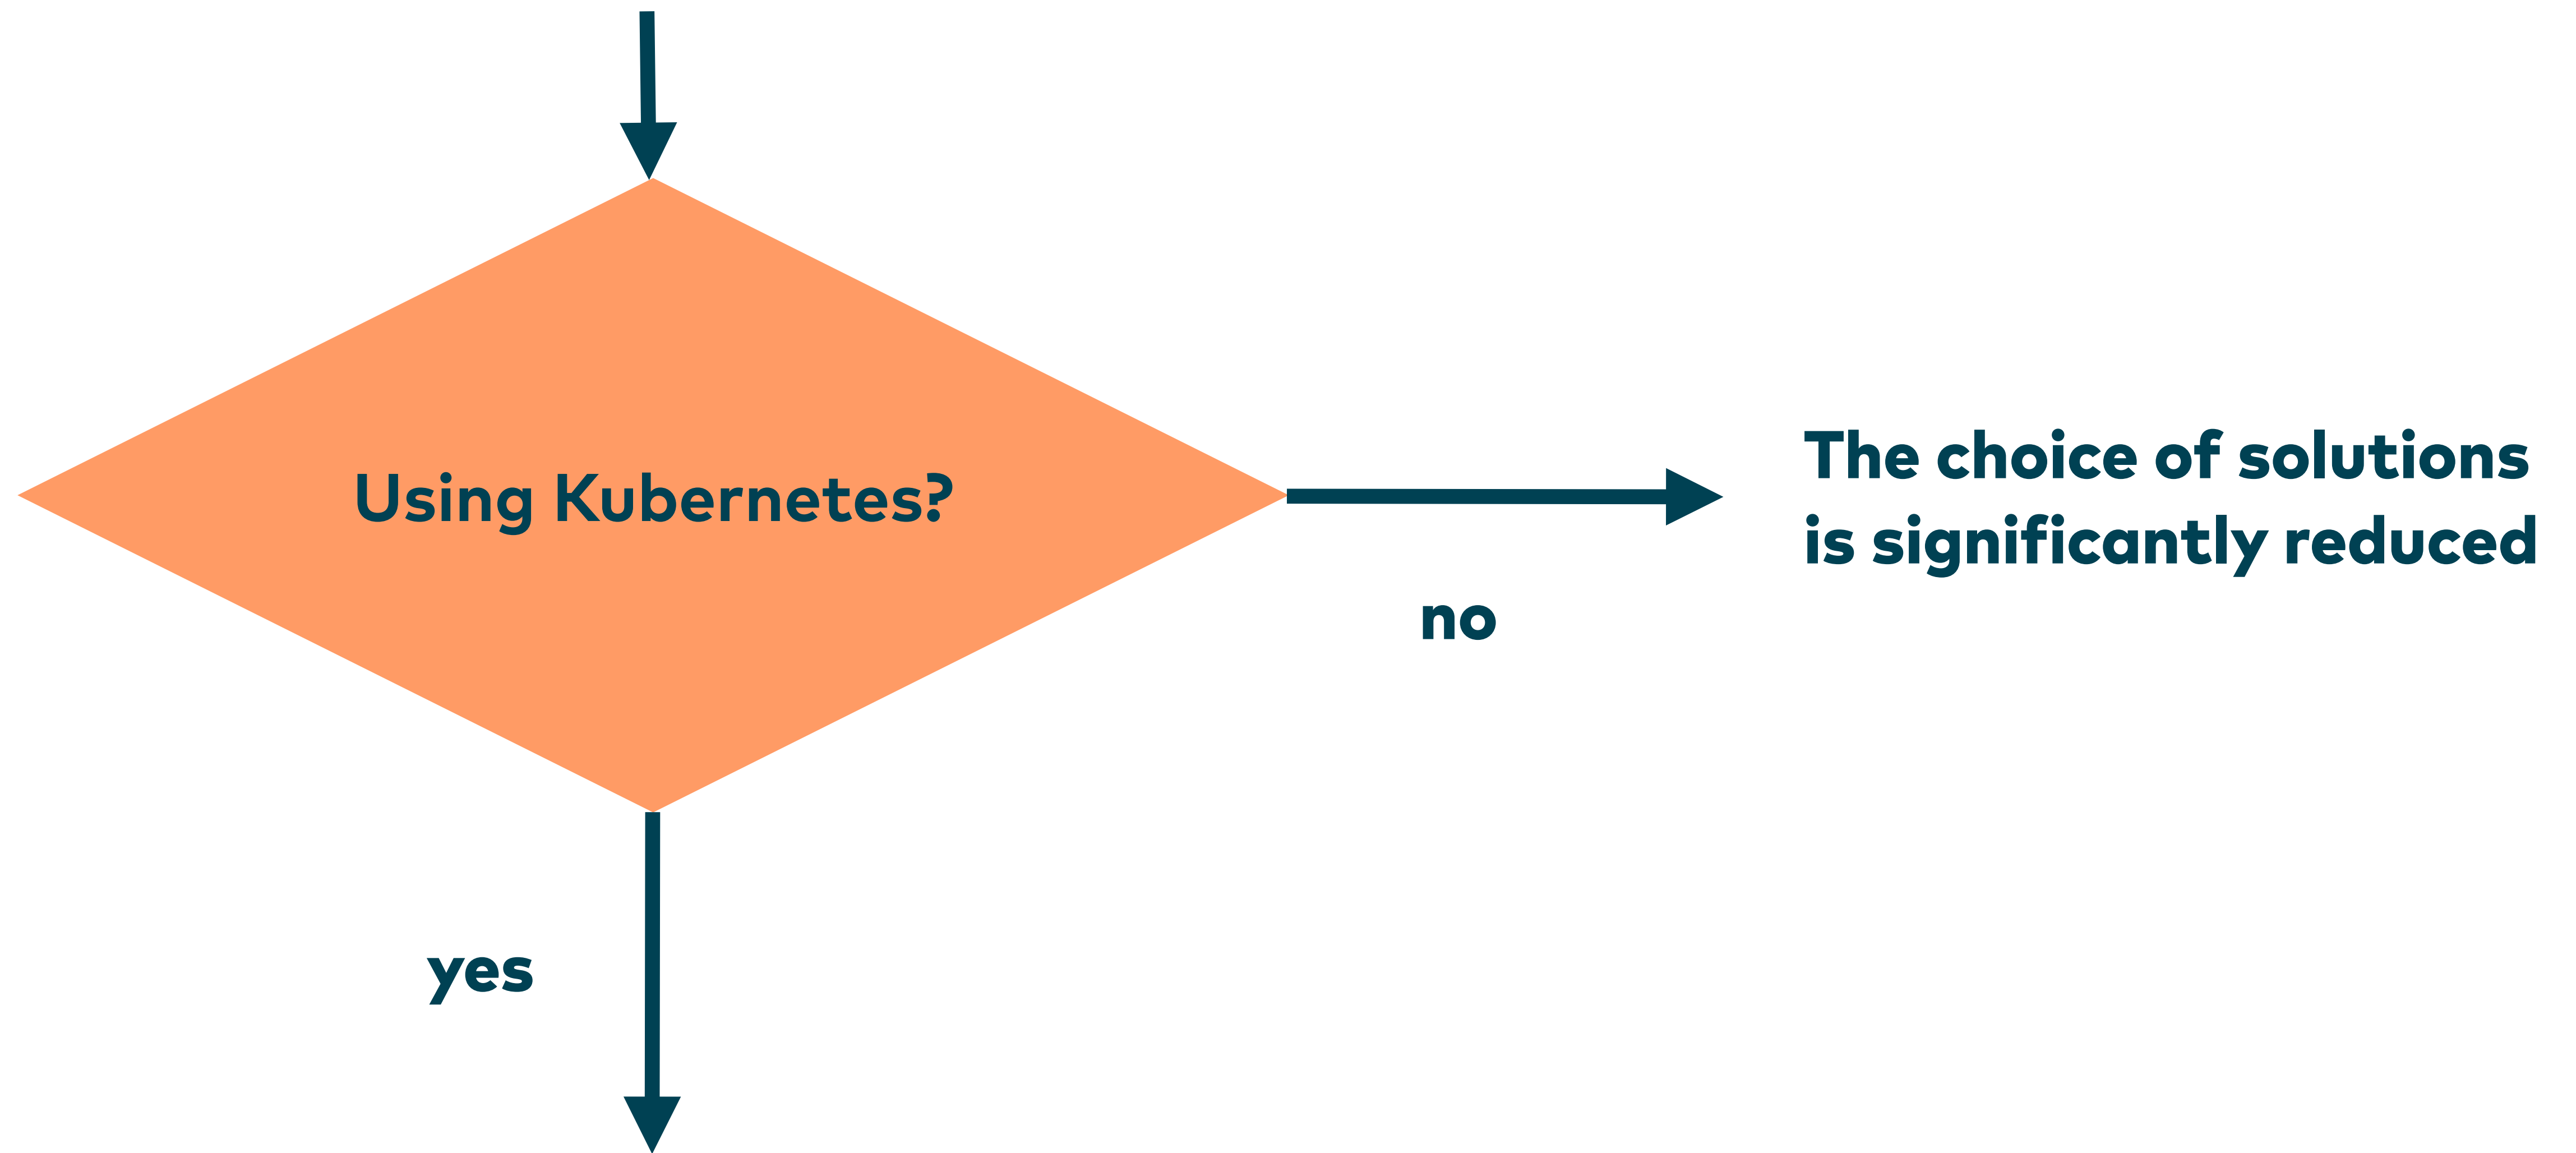 Using Kubernetes?
The choice of solutions
is significantly reduced
no
yes